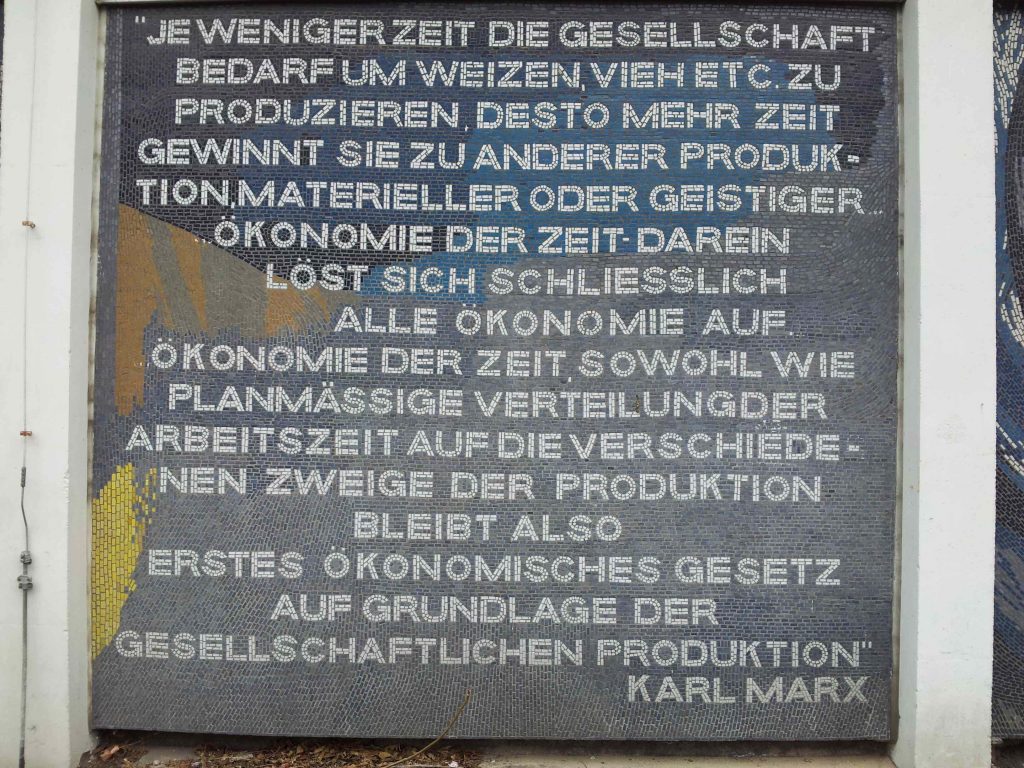 "JE WENIGER ZEIT DIE GESELLSCHAFT
BEDARF UM WEIZEN, VIEH ETC. ZU
PRODUZIEREN, DESTO MEHR ZEIT
GEWINNT SIE ZU ANDERER PRODUK-
TION, MATERIELLER ODER GEISTIGER...
...ÖKONOMIE DER ZEIT-DAREIN
LÖST SICH SCHLIESSLICH
ALLE ÖKONOMIE AUF.
...ÖKONOMIE DER ZEIT, SOWOHL WIE
PLANMÄSSIGE VERTEILUNG DER
ARBEITSZEIT AUF DIE VERSCHIEDE-
NEN ZWEIGE DER PRODUKTION
BLEIBT ALSO
ERSTES ÖKONOMISCHES GESETZ
AUF GRUNDLAGE DER
GESELLSCHAFTLICHEN PRODUKTION"
KARL MARX